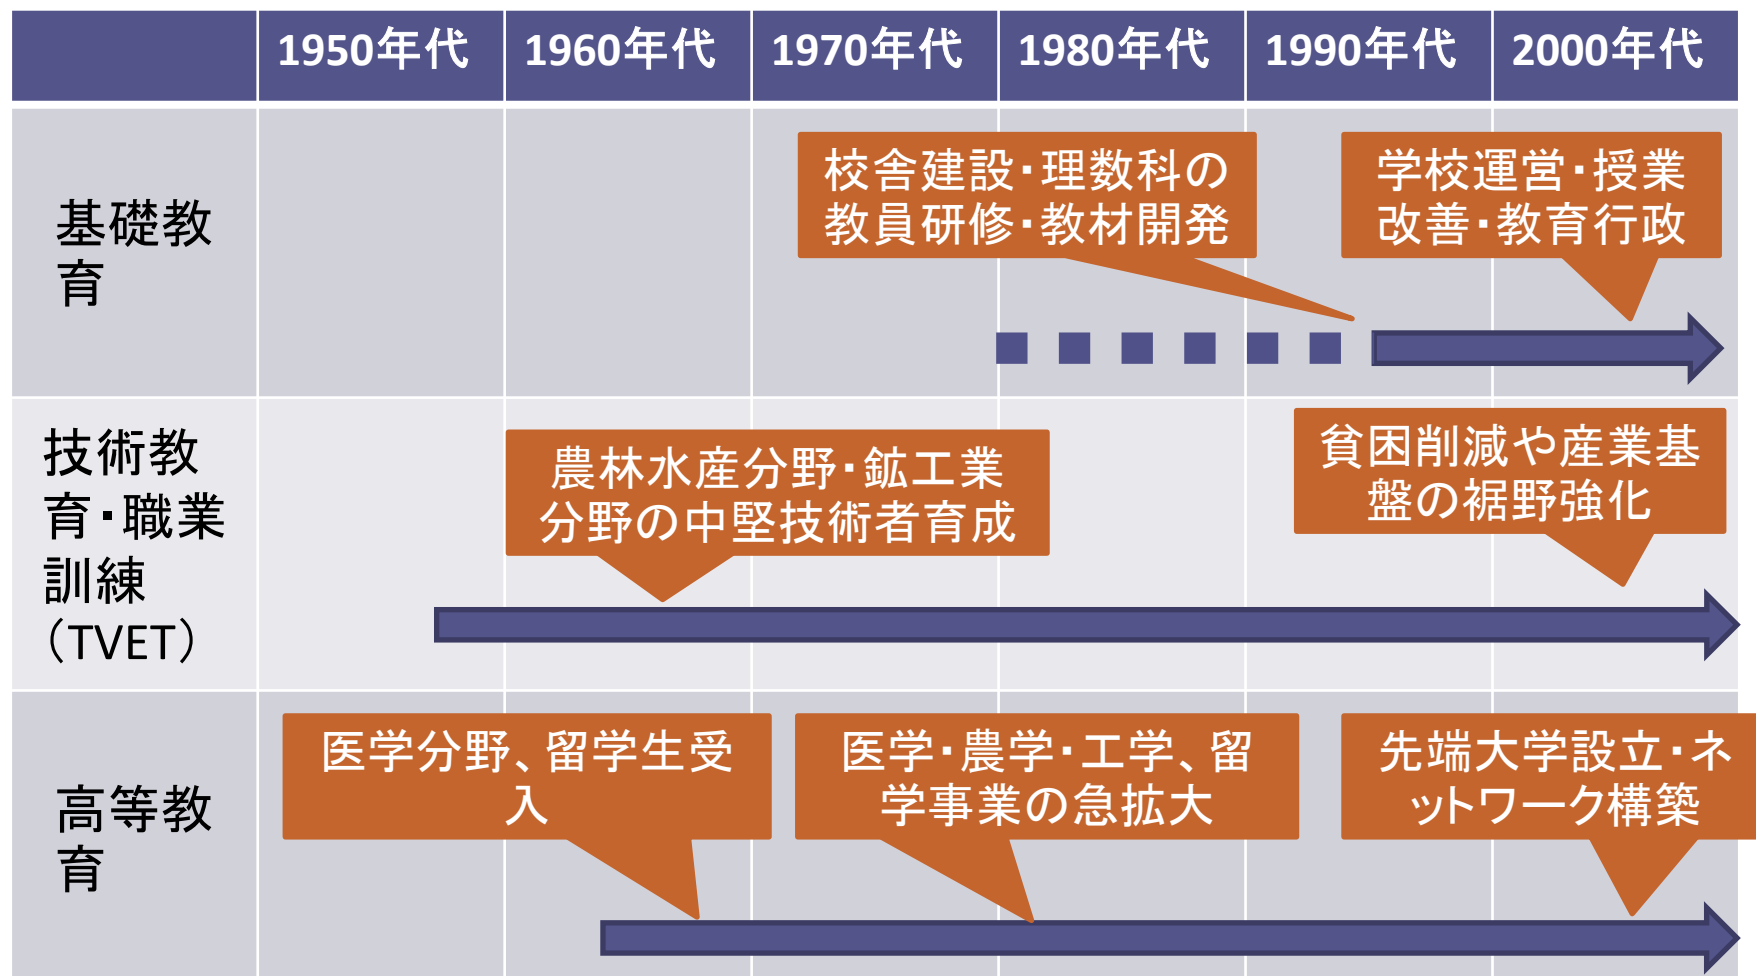 1950年代 1960年代 1970年代 1980年代 1990年代 2000年代
基礎教
育
校舎建設・理数科の
教員研修・教材開発
学校運営・授業
改善・教育行政
技術教
育・職業
訓練
（TVET）
農林水産分野・鉱工業
分野の中堅技術者育成
貧困削減や産業基
盤の裾野強化
高等教
育
医学分野、留学生受
入
医学・農学・工学、留
学事業の急拡大
先端大学設立・ネ
ットワーク構築